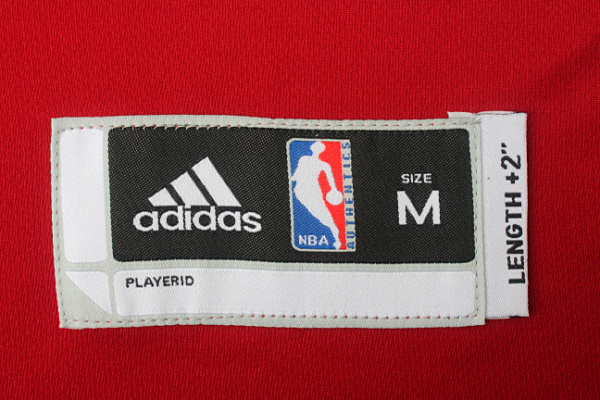 adidas
NBA
AUTHENTICS
SIZE
M
PLAYERID
LENGTH +2"